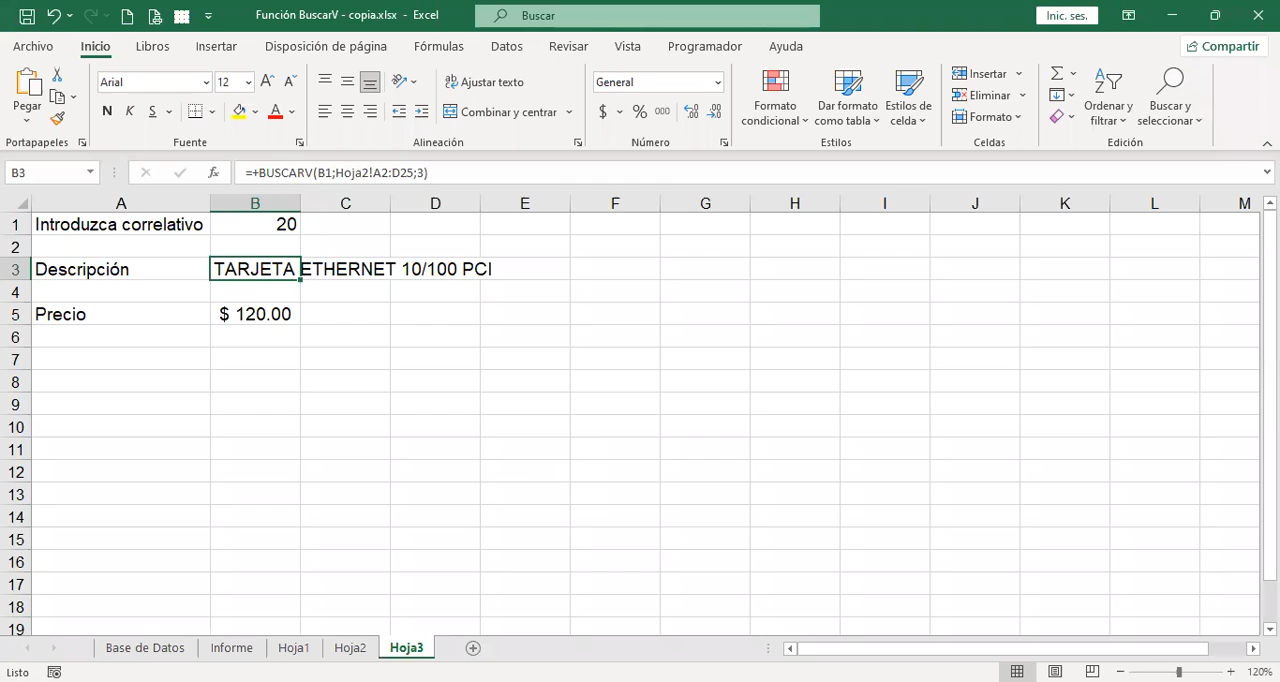 Función BuscarV - copia.xlsx - Excel
Buscar
Inic. ses.
Archivo Inicio Libros Insertar Disposición de página Fórmulas Datos Revisar Vista Programador Ayuda
Compartir
Pegar
Portapapeles
Arial 12
N K S
Fuente
Ajustar texto
Combinar y centrar
Alineación
General
$ % 000
Número
Formato condicional
Dar formato como tabla
Estilos de celda
Estilos
Insertar
Eliminar
Formato
Celdas
Ordenar y filtrar
Buscar y seleccionar
Edición
B3 fx =+BUSCARV(B1;Hoja2!A2:D25;3)
A B C D E F G H I J K L M
1 Introduzca correlativo 20
2
3 Descripción TARJETA ETHERNET 10/100 PCI
4
5 Precio $ 120.00
6
7
8
9
10
11
12
13
14
15
16
17
18
19
Base de Datos Informe Hoja1 Hoja2 Hoja3
Listo 120%